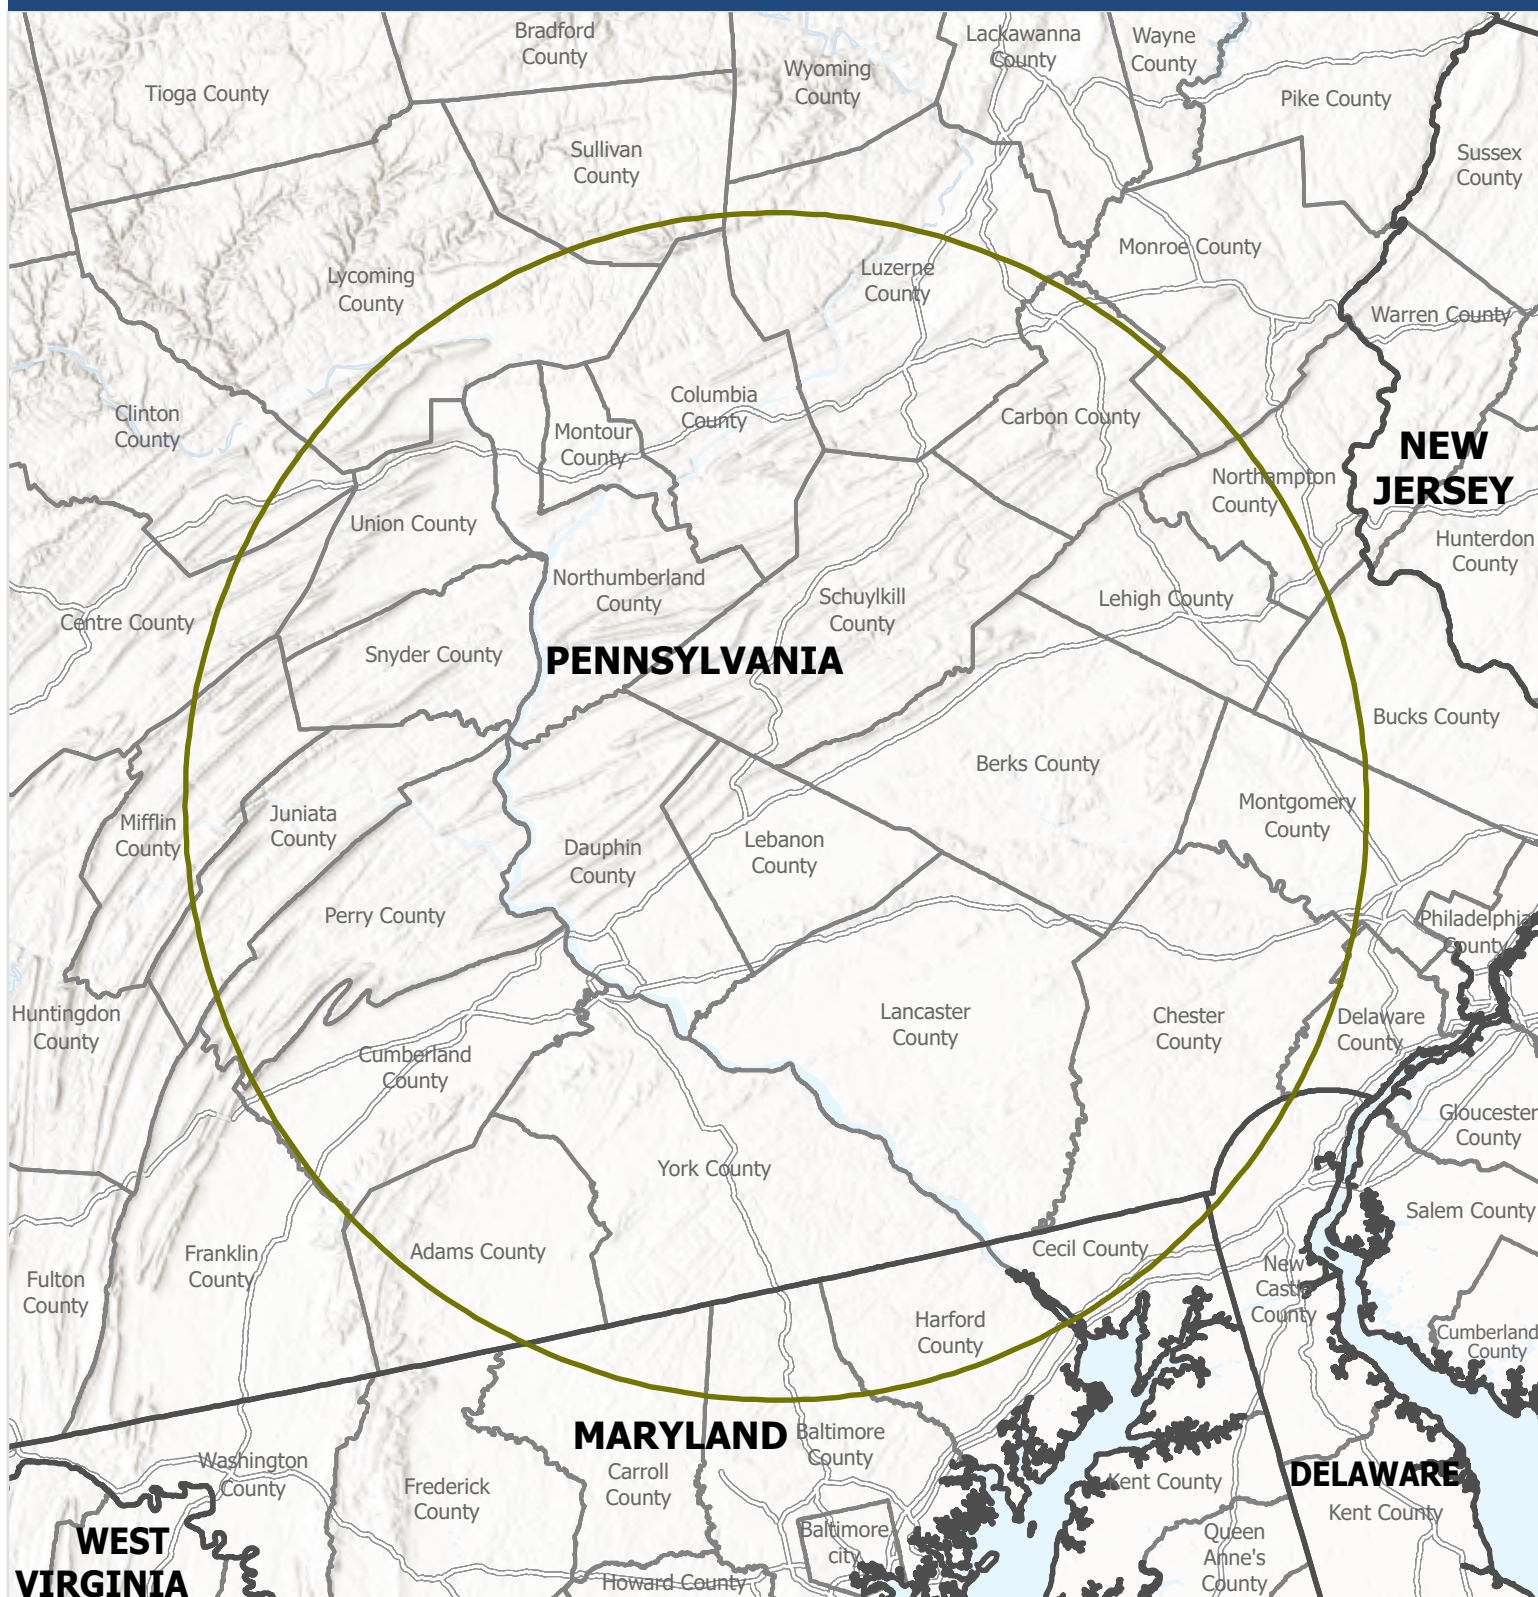 Bradford
County
Lackawanna
County
Wayne
County
Tioga County
Wyoming
County
Pike County
Sullivan
County
Sussex
County
Lycoming
County
Luzerne
County
Monroe County
Warren County
Clinton
County
Montour
County
Columbia
County
Carbon County
NEW
JERSEY
Northampton
County
Union County
Hunterdon
County
Centre County
Northumberland
County
Schuylkill
County
Lehigh County
Snyder County
PENNSYLVANIA
Bucks County
Berks County
Mifflin
County
Juniata
County
Dauphin
County
Lebanon
County
Montgomery
County
Perry County
Philadelphia
County
Huntingdon
County
Cumberland
County
Lancaster
County
Chester
County
Delaware
County
Gloucester
County
York County
Salem County
Fulton
County
Franklin
County
Adams County
Cecil County
New
Castle
County
Harford
County
Cumberland
County
MARYLAND
Baltimore
County
Washington
County
Frederick
County
Carroll
County
Kent County
DELAWARE
Kent County
WEST
VIRGINIA
Baltimore
city
Queen
Anne's
County
Howard County